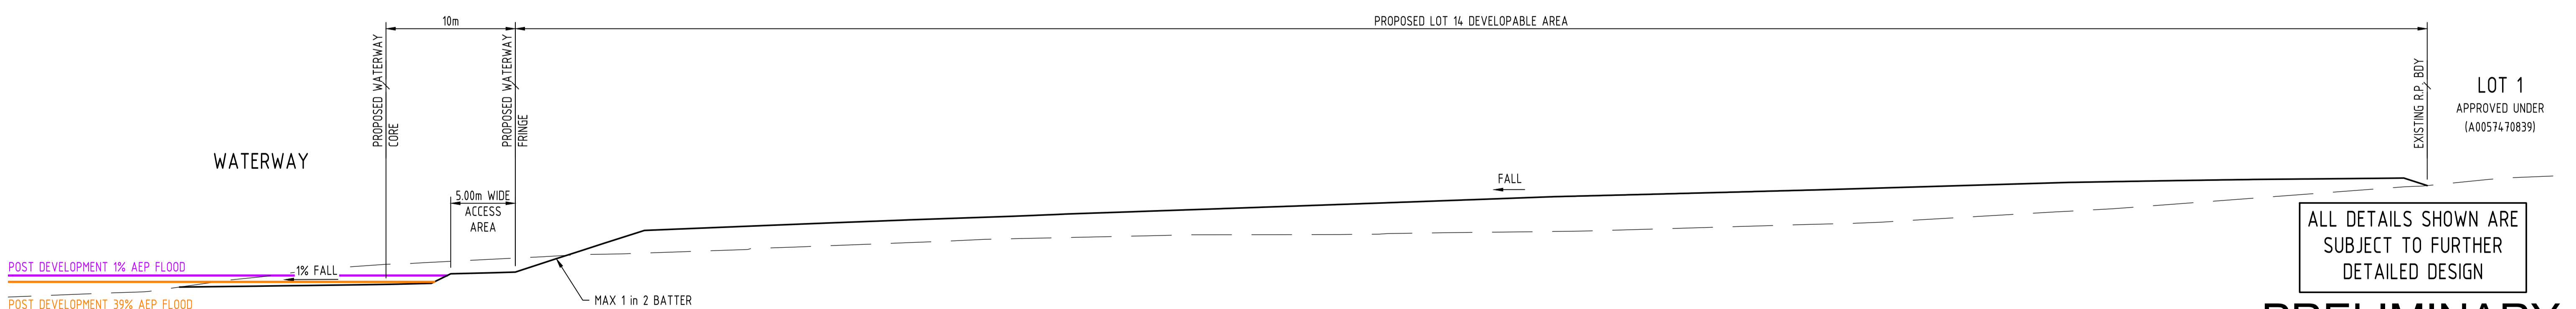 10m
PROPOSED LOT 14 DEVELOPABLE AREA
PROPOSED WATERWAY
CORE
PROPOSED WATERWAY
FRINGE
EXISTING R.P. BDY
LOT 1
APPROVED UNDER
(A0057470839)
WATERWAY
FALL
5.00m WIDE
ACCESS
AREA
ALL DETAILS SHOWN ARE
SUBJECT TO FURTHER
DETAILED DESIGN
POST DEVELOPMENT 1% AEP FLOOD
1% FALL
MAX 1 in 2 BATTER
POST DEVELOPMENT 39% AEP FLOOD
PRELIMINARY